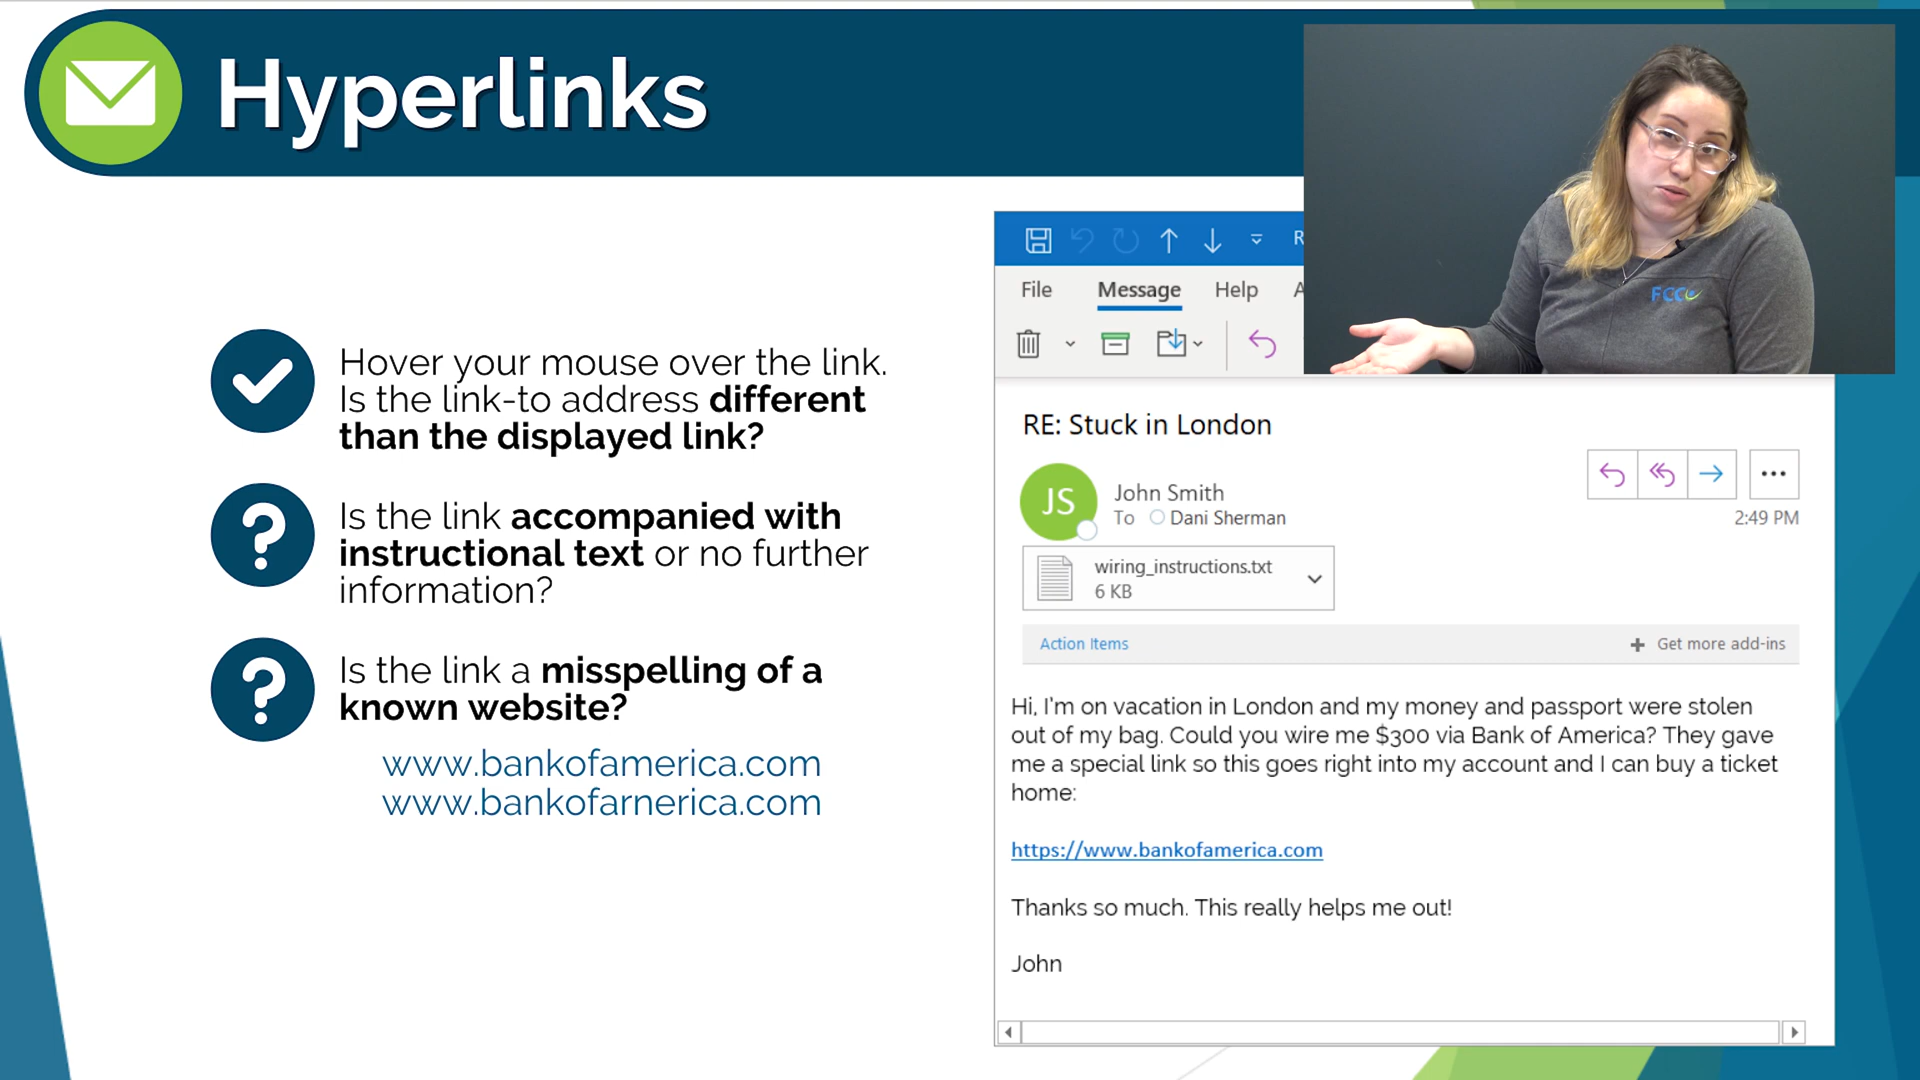 Hyperlinks
Hover your mouse over the link.
Is the link-to address different
than the displayed link?
Is the link accompanied with
instructional text or no further
information?
Is the link a misspelling of a
known website?
www.bankofamerica.com
www.bankofarnerica.com
R
File Message Help A
RE: Stuck in London
JS
John Smith
To Dani Sherman
2:49 PM
wiring_instructions.txt
6 KB
Action Items
Get more add-ins
Hi, I'm on vacation in London and my money and passport were stolen
out of my bag. Could you wire me $300 via Bank of America? They gave
me a special link so this goes right into my account and I can buy a ticket
home:
https://www.bankofamerica.com
Thanks so much. This really helps me out!
John
FCC